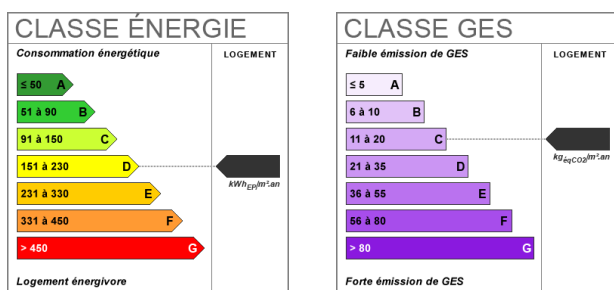 CLASSE ÉNERGIE
Consommation énergétique
LOGEMENT
≤ 50 A
51 à 90 B
91 à 150 C
151 à 230 D
231 à 330 E
331 à 450 F
> 450 G
kWhEP/m².an
Logement énergivore
CLASSE GES
Faible émission de GES
LOGEMENT
≤ 5 A
6 à 10 B
11 à 20 C
21 à 35 D
36 à 55 E
56 à 80 F
> 80 G
kgéqCO2/m².an
Forte émission de GES